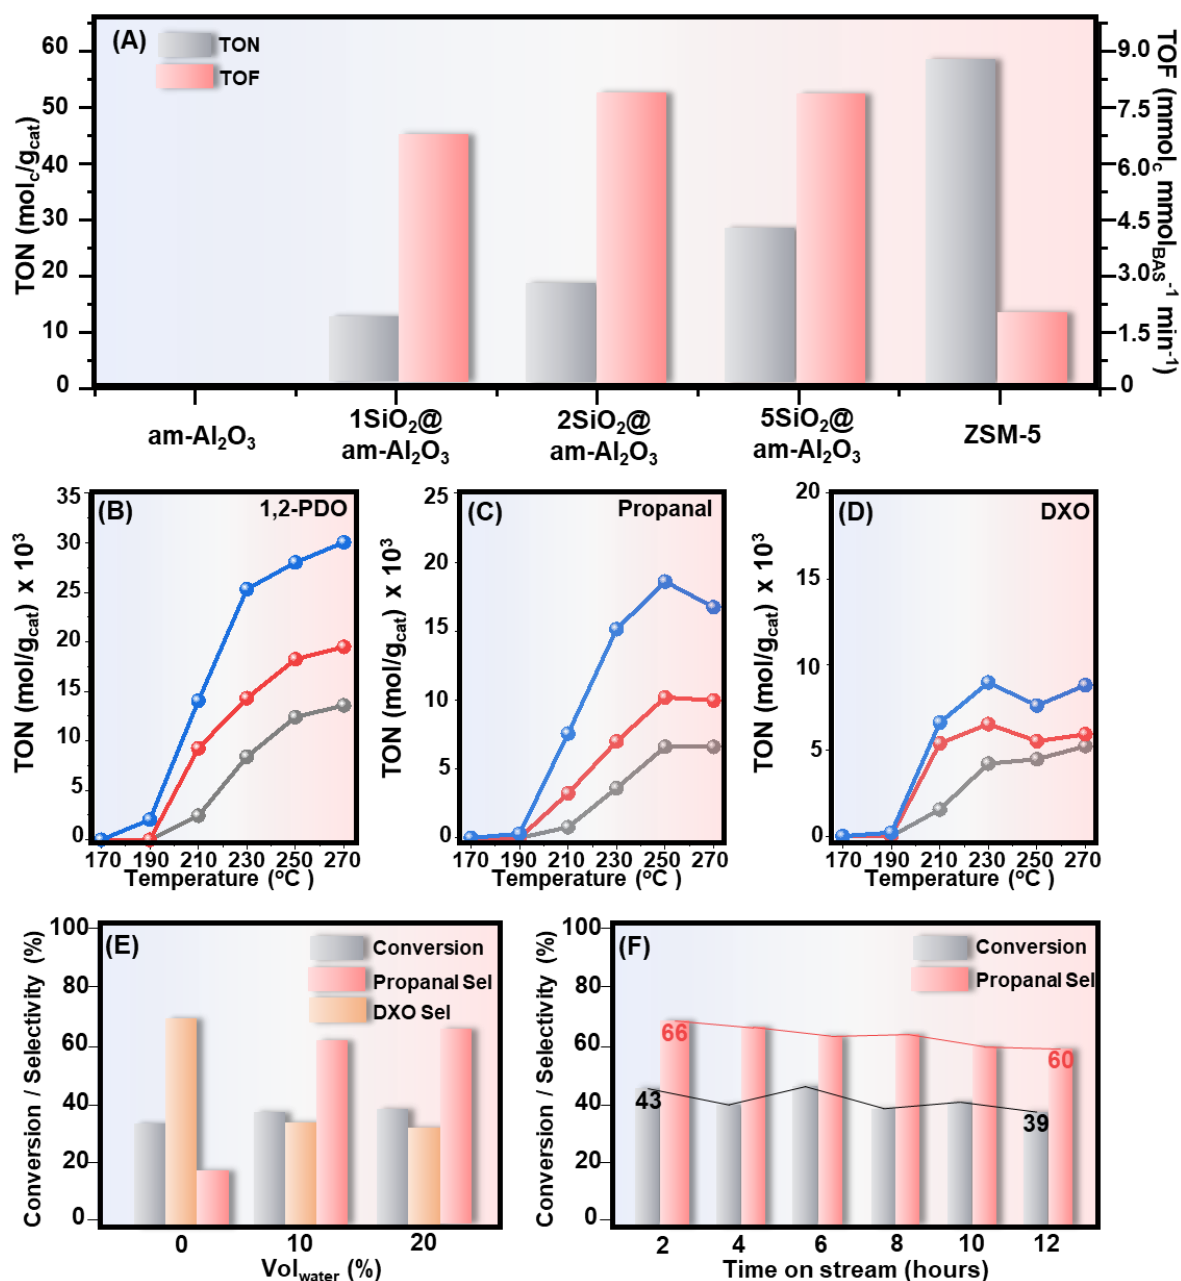 (A)
TON
TOF
TON (mol_c/g_cat)
60
50
40
30
20
10
0
TOF (mmol_c mmol_BAS⁻¹ min⁻¹)
9.0
7.5
6.0
4.5
3.0
1.5
0
am-Al₂O₃
1SiO₂@
am-Al₂O₃
2SiO₂@
am-Al₂O₃
5SiO₂@
am-Al₂O₃
ZSM-5
(B)
1,2-PDO
TON (mol/g_cat) x 10³
35
30
25
20
15
10
5
0
170 190 210 230 250 270
Temperature (°C)
(C)
Propanal
TON (mol/g_cat) x 10³
25
20
15
10
5
0
170 190 210 230 250 270
Temperature (°C)
(D)
DXO
TON (mol/g_cat) x 10³
20
15
10
5
0
170 190 210 230 250 270
Temperature (°C)
(E)
Conversion
Propanal Sel
DXO Sel
Conversion / Selectivity (%)
100
80
60
40
20
0
0 10 20
Vol_water (%)
(F)
Conversion
Propanal Sel
Conversion / Selectivity (%)
100
80
60
40
20
0
66
60
43
39
2 4 6 8 10 12
Time on stream (hours)